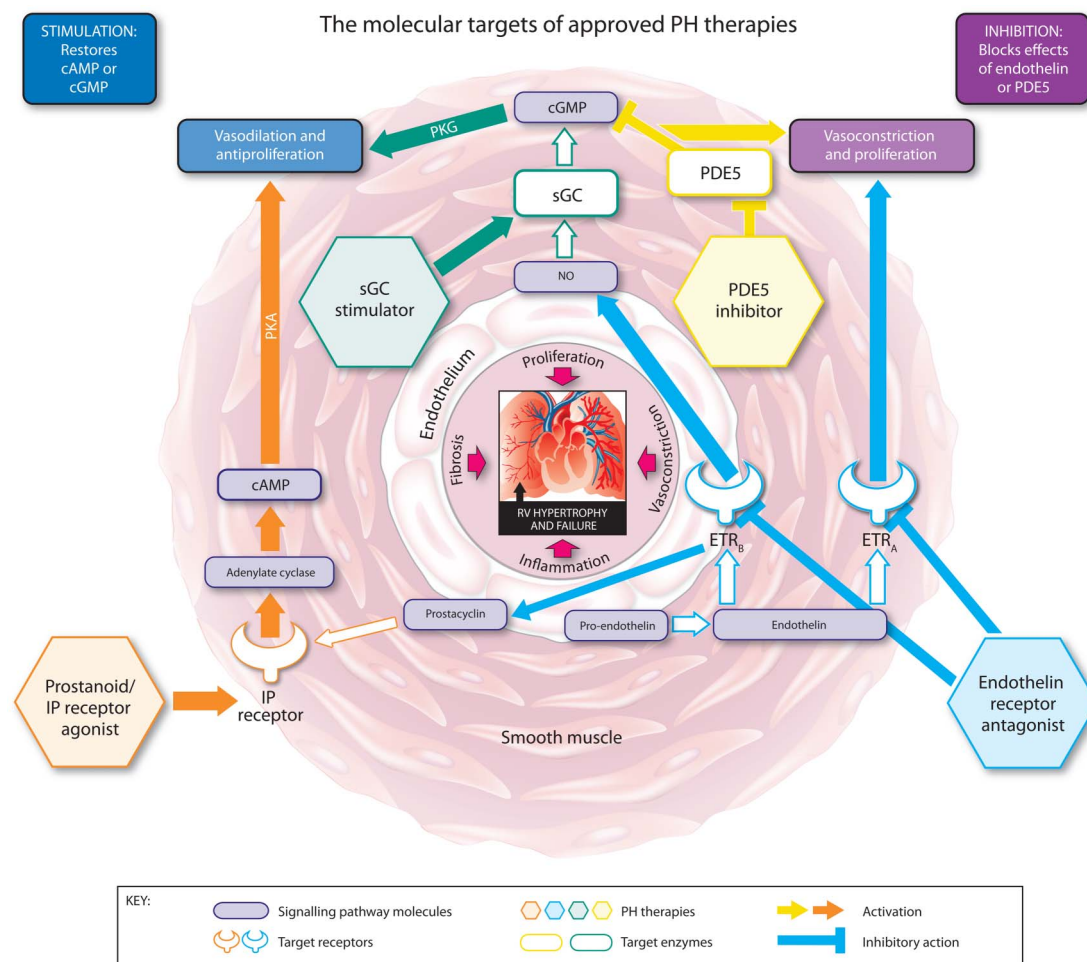 The molecular targets of approved PH therapies
STIMULATION:
Restores
cAMP or
cGMP
INHIBITION:
Blocks effects
of endothelin
or PDE5
cGMP
PKG
Vasodilation and
antiproliferation
Vasoconstriction
and proliferation
PDE5
sGC
NO
sGC
stimulator
PDE5
inhibitor
PKA
Endothelium
Proliferation
Fibrosis
Vasoconstriction
RV HYPERTROPHY
AND FAILURE
Inflammation
cAMP
ETRB
ETRA
Adenylate cyclase
Prostacyclin
Pro-endothelin
Endothelin
Prostanoid/
IP receptor
agonist
IP
receptor
Endothelin
receptor
antagonist
Smooth muscle
KEY:
Signalling pathway molecules
PH therapies
Activation
Target receptors
Target enzymes
Inhibitory action